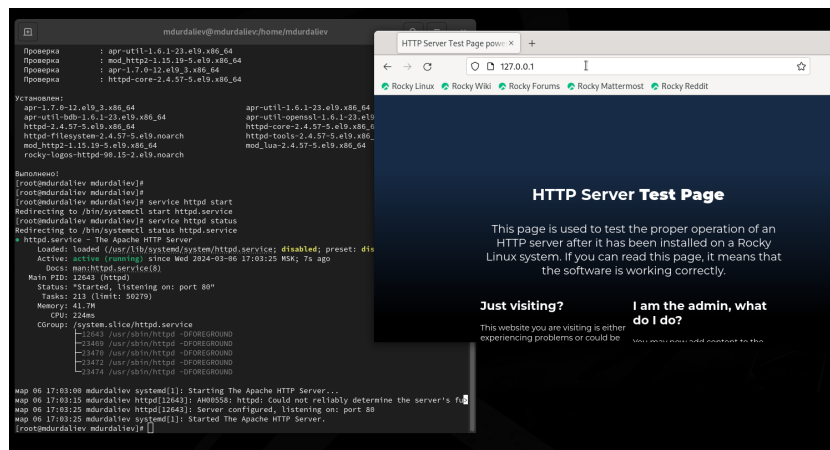 mdurdaliev@mdurdaliev:/home/mdurdaliev
Проверка : apr-util-1.6.1-23.el9.x86_64
Проверка : mod_http2-1.15.19-5.el9.x86_64
Проверка : apr-1.7.0-12.el9_3.x86_64
Проверка : httpd-core-2.4.57-5.el9.x86_64
Установлен:
apr-1.7.0-12.el9_3.x86_64 apr-util-1.6.1-23.el9.x86_64
apr-util-bdb-1.6.1-23.el9.x86_64 apr-util-openssl-1.6.1-23.el9
httpd-2.4.57-5.el9.x86_64 httpd-core-2.4.57-5.el9.x86_6
httpd-filesystem-2.4.57-5.el9.noarch httpd-tools-2.4.57-5.el9.x86_
mod_http2-1.15.19-5.el9.x86_64 mod_lua-2.4.57-5.el9.x86_64
rocky-logos-httpd-90.15-2.el9.noarch
Выполнено!
[root@mdurdaliev mdurdaliev]#
[root@mdurdaliev mdurdaliev]#
[root@mdurdaliev mdurdaliev]# service httpd start
Redirecting to /bin/systemctl start httpd.service
[root@mdurdaliev mdurdaliev]# service httpd status
Redirecting to /bin/systemctl status httpd.service
● httpd.service - The Apache HTTP Server
Loaded: loaded (/usr/lib/systemd/system/httpd.service; disabled; preset: dis
Active: active (running) since Wed 2024-03-06 17:03:25 MSK; 7s ago
Docs: man:httpd.service(8)
Main PID: 12643 (httpd)
Status: "Started, listening on: port 80"
Tasks: 213 (limit: 50279)
Memory: 41.7M
CPU: 224ms
CGroup: /system.slice/httpd.service
├─12643 /usr/sbin/httpd -DFOREGROUND
├─23469 /usr/sbin/httpd -DFOREGROUND
├─23470 /usr/sbin/httpd -DFOREGROUND
├─23472 /usr/sbin/httpd -DFOREGROUND
└─23474 /usr/sbin/httpd -DFOREGROUND
мар 06 17:03:00 mdurdaliev systemd[1]: Starting The Apache HTTP Server...
мар 06 17:03:15 mdurdaliev httpd[12643]: AH00558: httpd: Could not reliably determine the server's fu>
мар 06 17:03:25 mdurdaliev httpd[12643]: Server configured, listening on: port 80
мар 06 17:03:25 mdurdaliev systemd[1]: Started The Apache HTTP Server.
[root@mdurdaliev mdurdaliev]#
HTTP Server Test Page powe
127.0.0.1
Rocky Linux Rocky Wiki Rocky Forums Rocky Mattermost Rocky Reddit
HTTP Server Test Page
This page is used to test the proper operation of an
HTTP server after it has been installed on a Rocky
Linux system. If you can read this page, it means that
the software is working correctly.
Just visiting?
This website you are visiting is either
experiencing problems or could be
I am the admin, what
do I do?
You may now add content to the